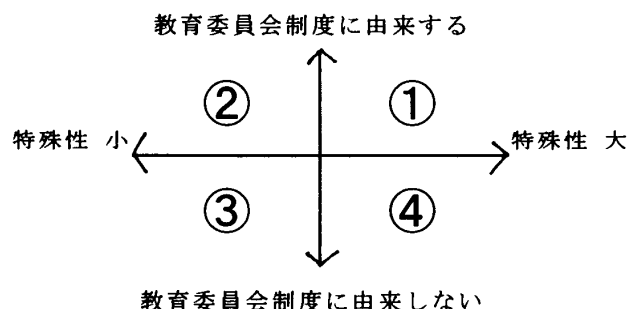 教育委員会制度に由来する
② ①
特殊性 小 特殊性 大
③ ④
教育委員会制度に由来しない